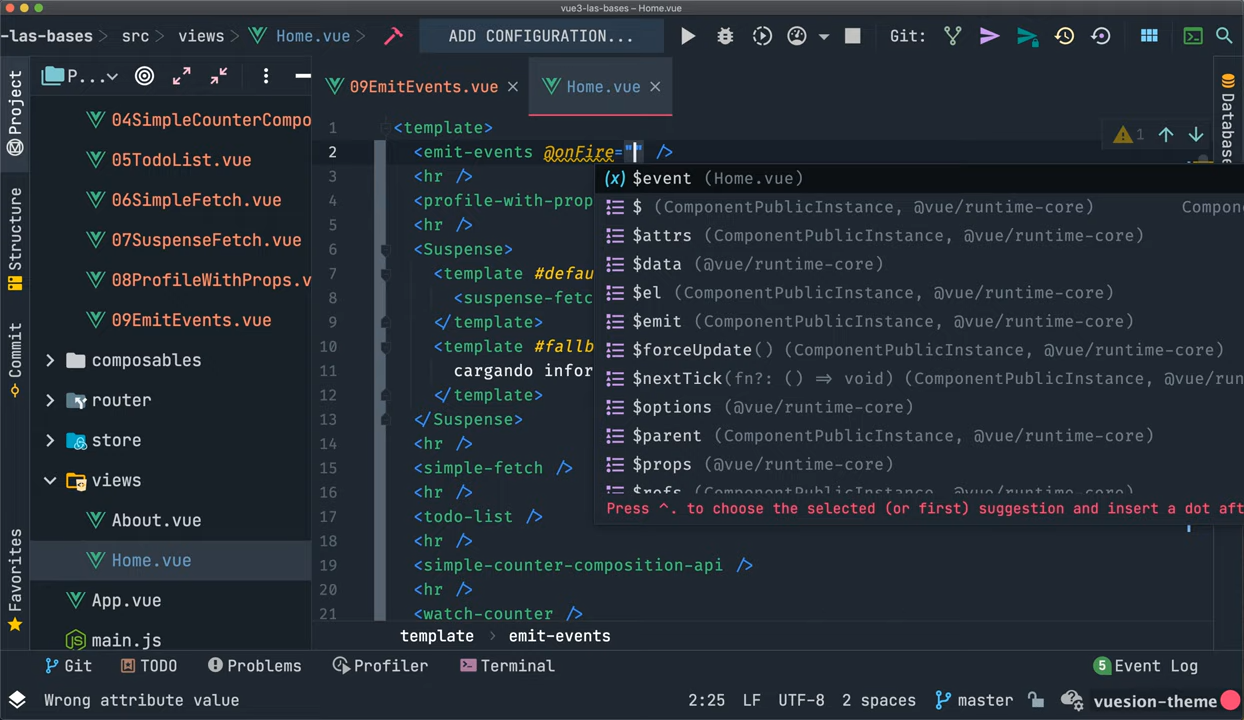 vue3-las-bases – Home.vue
-las-bases > src > views > Home.vue > ADD CONFIGURATION... Git:
Project
P...
09EmitEvents.vue × Home.vue ×
04SimpleCounterCompo
05TodoList.vue
06SimpleFetch.vue
07SuspenseFetch.vue
08ProfileWithProps.v
09EmitEvents.vue
composables
router
store
views
About.vue
Home.vue
App.vue
main.js
Structure
Commit
Favorites
1 <template>
2 <emit-events @onFire="" />
3 <hr />
4 <profile-with-prop
5 <hr />
6 <Suspense>
7 <template #defau
8 <suspense-fetc
9 </template>
10 <template #fallb
11 cargando infor
12 </template>
13 </Suspense>
14 <hr />
15 <simple-fetch />
16 <hr />
17 <todo-list />
18 <hr />
19 <simple-counter-composition-api />
20 <hr />
21 <watch-counter />
1
$event (Home.vue)
$ (ComponentPublicInstance, @vue/runtime-core) Compon
$attrs (ComponentPublicInstance, @vue/runtime-core)
$data (@vue/runtime-core)
$el (ComponentPublicInstance, @vue/runtime-core)
$emit (ComponentPublicInstance, @vue/runtime-core)
$forceUpdate() (ComponentPublicInstance, @vue/runtime-core)
$nextTick(fn?: () => void) (ComponentPublicInstance, @vue/run
$options (@vue/runtime-core)
$parent (ComponentPublicInstance, @vue/runtime-core)
$props (@vue/runtime-core)
$refs (ComponentPublicInstance, @vue/runtime-core)
Press ^. to choose the selected (or first) suggestion and insert a dot aft
Database
template > emit-events
Git TODO Problems Profiler Terminal 5 Event Log
Wrong attribute value 2:25 LF UTF-8 2 spaces master vuesion-theme